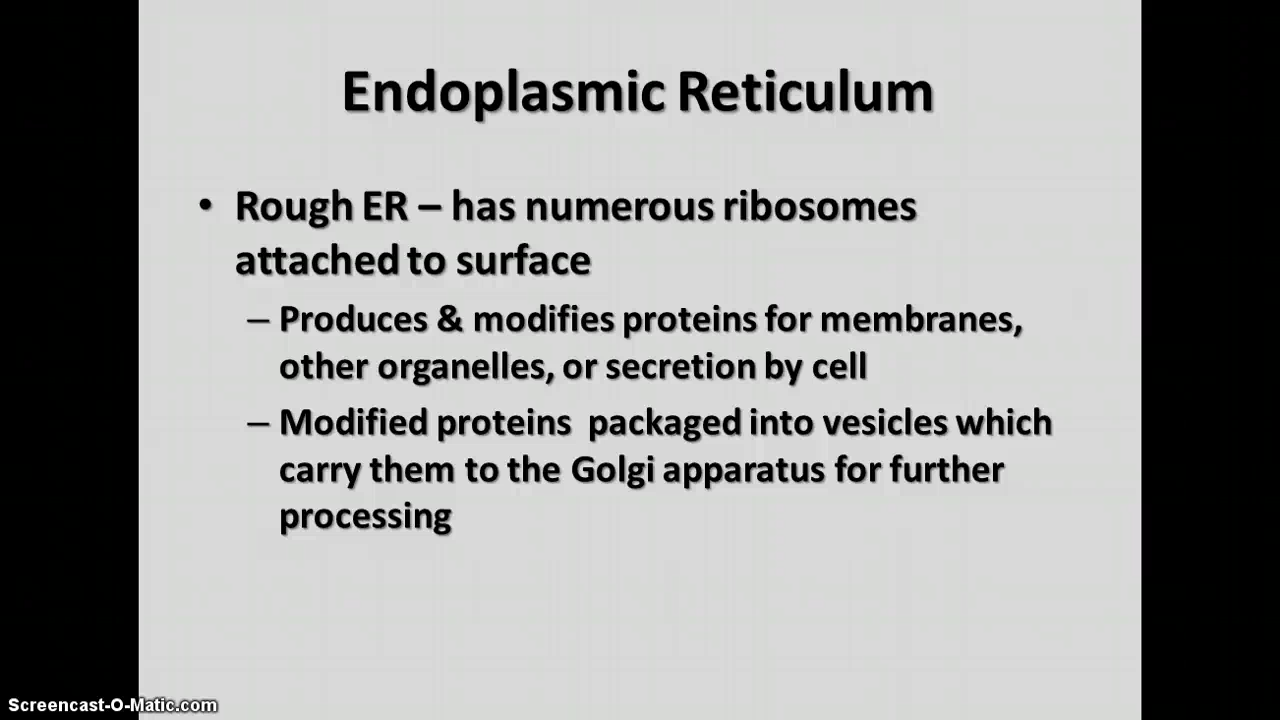 Endoplasmic Reticulum
• Rough ER – has numerous ribosomes
attached to surface
– Produces & modifies proteins for membranes,
other organelles, or secretion by cell
– Modified proteins  packaged into vesicles which
carry them to the Golgi apparatus for further
processing
Screencast-O-Matic.com